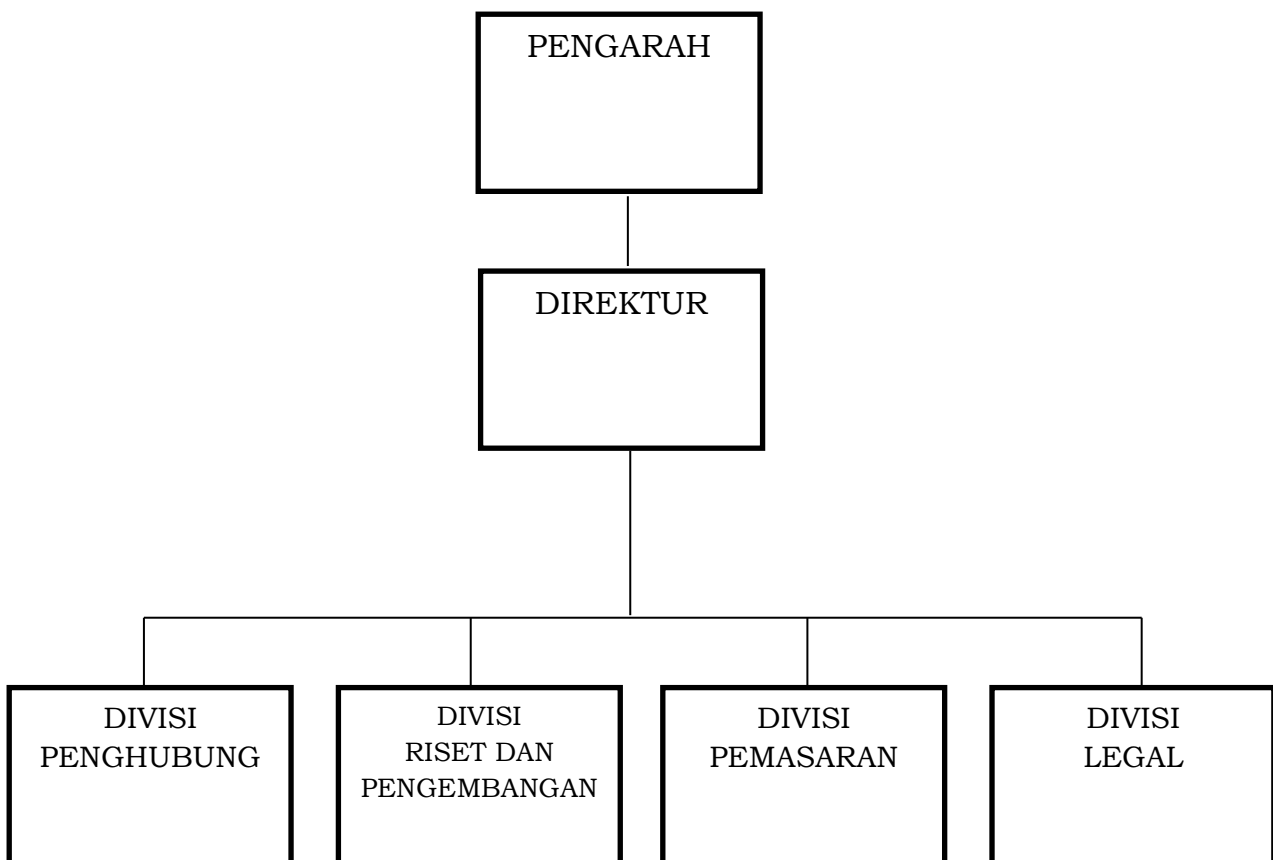 PENGARAH
DIREKTUR
DIVISI
PENGHUBUNG
DIVISI
RISET DAN
PENGEMBANGAN
DIVISI
PEMASARAN
DIVISI
LEGAL